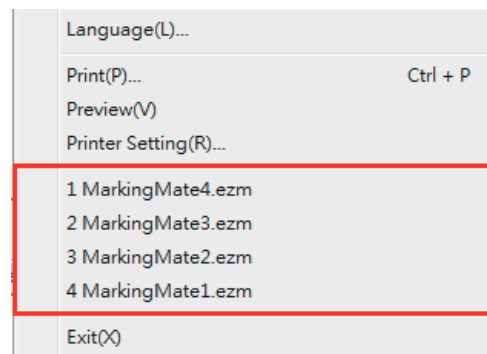 Language(L)...
Print(P)... Ctrl + P
Preview(V)
Printer Setting(R)...
1 MarkingMate4.ezm
2 MarkingMate3.ezm
3 MarkingMate2.ezm
4 MarkingMate1.ezm
Exit(X)